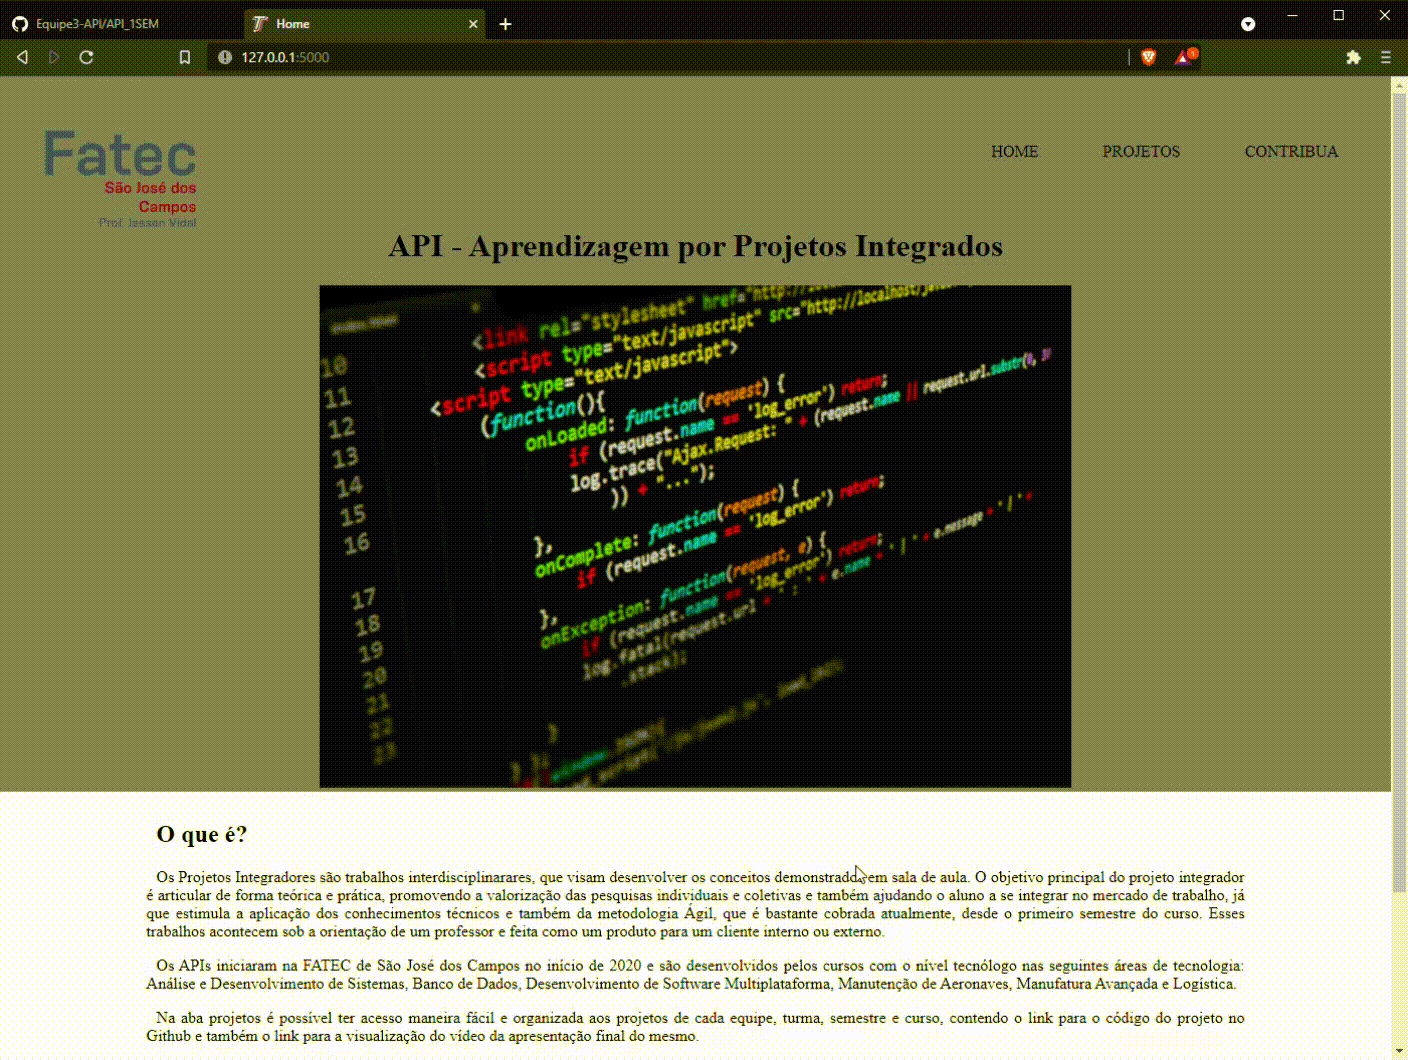 Equipe3-API/API_1SEM
Home
127.0.0.1:5000
1
Fatec
São José dos
Campos
Prof. Jessen Vidal
HOME PROJETOS CONTRIBUA
API - Aprendizagem por Projetos Integrados
<link rel="stylesheet" href="http://
10 <script type="text/javascript" src="http://localhost/
11 <script type="text/javascript">
12 (function(){
13 onLoaded: function(request) {
14 if (request.name == 'log_error') return;
15 log.trace("Ajax.Request: " + (request.name || request.url.substr(0,
16 )) + "...");
},
17 onComplete: function(request) {
18 if (request.name == 'log_error') return;
19 },
20 onException: function(request, e) {
21 if (request.name == 'log_error') return;
22 log.fatal(request.url + ' : ' + e.name + ' | ' + e.message + ' | ' +
23 .stack);
}
O que é?
Os Projetos Integradores são trabalhos interdisciplinarares, que visam desenvolver os conceitos demonstrados em sala de aula. O objetivo principal do projeto integrador
é articular de forma teórica e prática, promovendo a valorização das pesquisas individuais e coletivas e também ajudando o aluno a se integrar no mercado de trabalho, já
que estimula a aplicação dos conhecimentos técnicos e também da metodologia Ágil, que é bastante cobrada atualmente, desde o primeiro semestre do curso. Esses
trabalhos acontecem sob a orientação de um professor e feita como um produto para um cliente interno ou externo.
Os APIs iniciaram na FATEC de São José dos Campos no início de 2020 e são desenvolvidos pelos cursos com o nível tecnólogo nas seguintes áreas de tecnologia:
Análise e Desenvolvimento de Sistemas, Banco de Dados, Desenvolvimento de Software Multiplataforma, Manutenção de Aeronaves, Manufatura Avançada e Logística.
Na aba projetos é possível ter acesso maneira fácil e organizada aos projetos de cada equipe, turma, semestre e curso, contendo o link para o código do projeto no
Github e também o link para a visualização do vídeo da apresentação final do mesmo.